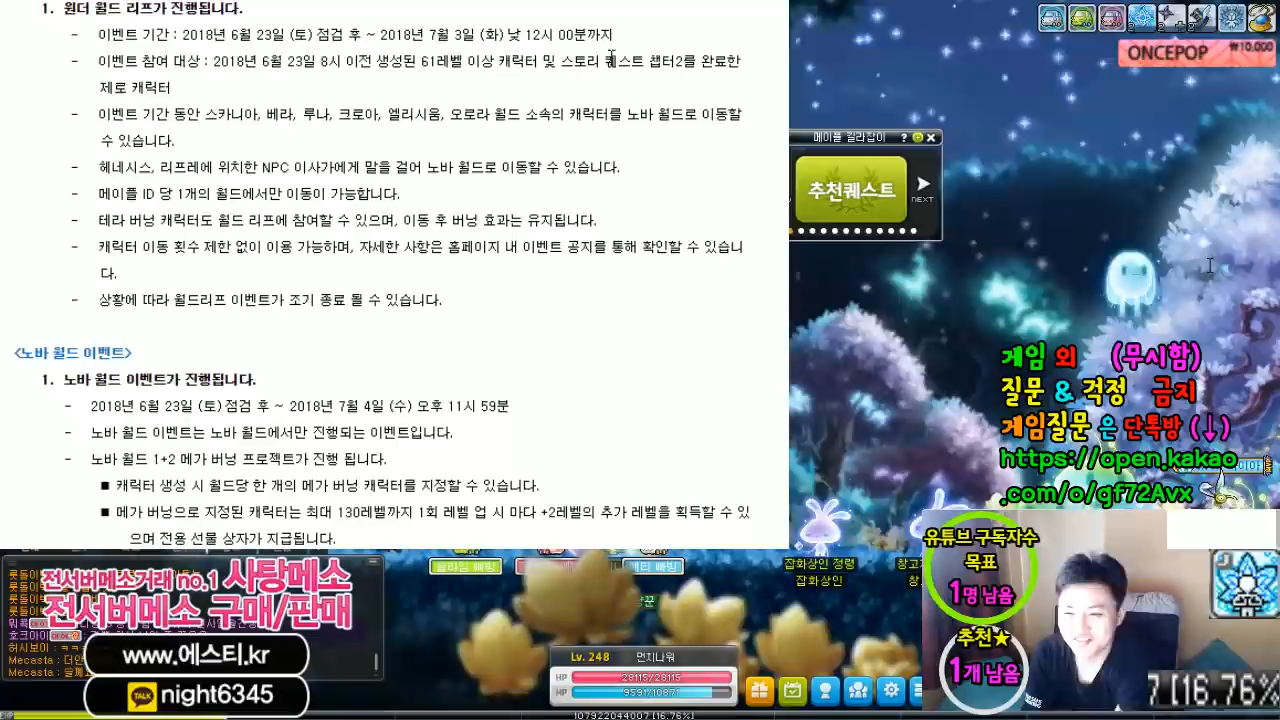 1. 원더 월드 리프가 진행됩니다.
- 이벤트 기간 : 2018년 6월 23일 (토) 점검 후 ~ 2018년 7월 3일 (화) 낮 12시 00분까지
- 이벤트 참여 대상 : 2018년 6월 23일 8시 이전 생성된 61레벨 이상 캐릭터 및 스토리 퀘스트 챕터2를 완료한
제로 캐릭터
- 이벤트 기간 동안 스카니아, 베라, 루나, 크로아, 엘리시움, 오로라 월드 소속의 캐릭터를 노바 월드로 이동할
수 있습니다.
- 헤네시스, 리프레에 위치한 NPC 이사가에게 말을 걸어 노바 월드로 이동할 수 있습니다.
- 메이플 ID 당 1개의 월드에서만 이동이 가능합니다.
- 테라 버닝 캐릭터도 월드 리프에 참여할 수 있으며, 이동 후 버닝 효과는 유지됩니다.
- 캐릭터 이동 횟수 제한 없이 이용 가능하며, 자세한 사항은 홈페이지 내 이벤트 공지를 통해 확인할 수 있습니
다.
- 상황에 따라 월드리프 이벤트가 조기 종료 될 수 있습니다.
<노바 월드 이벤트>
1. 노바 월드 이벤트가 진행됩니다.
- 2018년 6월 23일 (토) 점검 후 ~ 2018년 7월 4일 (수) 오후 11시 59분
- 노바 월드 이벤트는 노바 월드에서만 진행되는 이벤트입니다.
- 노바 월드 1+2 메가 버닝 프로젝트가 진행 됩니다.
■ 캐릭터 생성 시 월드당 한 개의 메가 버닝 캐릭터를 지정할 수 있습니다.
■ 메가 버닝으로 지정된 캐릭터는 최대 130레벨까지 1회 레벨 업 시 마다 +2레벨의 추가 레벨을 획득할 수 있
으며 전용 선물 상자가 지급됩니다.
ONCEPOP ₩10,000
메이플 길라잡이 ?
추천퀘스트
NEXT
게임 외 (무시함)
질문 & 걱정 금지
게임질문 은 단톡방 (↓)
https://open.kakao
.com/o/gf72Avx
잡화상인 정령
잡화상인
유튜브 구독자수
목표
1명 남음
추천★
1개 남음
7 [16.76%]
전서버메소거래 no.1 사탕메소
전서버메소 구매/판매
www.에스티.kr
TALK night6345
허시보이 : ㅋㅋ
Mecasta :
Mecasta :
Lv. 248 먼치나워
HP 28115/28115
MP 9591/10871
107922044007 [16.76%]